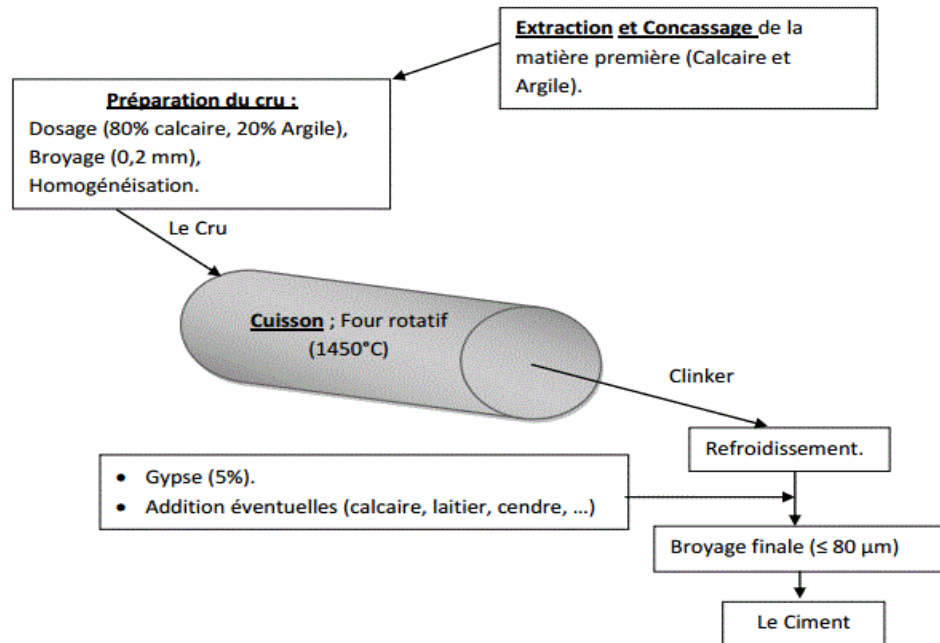 Extraction et Concassage de la
matière première (Calcaire et
Argile).
Préparation du cru :
Dosage (80% calcaire, 20% Argile),
Broyage (0,2 mm),
Homogénéisation.
Le Cru
Cuisson ; Four rotatif
(1450°C)
Clinker
Refroidissement.
• Gypse (5%).
• Addition éventuelles (calcaire, laitier, cendre, ...)
Broyage finale (≤ 80 µm)
Le Ciment